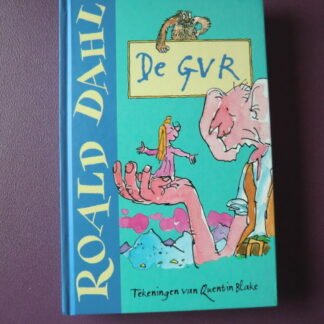 ROALD DAHL
De GVR
Tekeningen van Quentin Blake